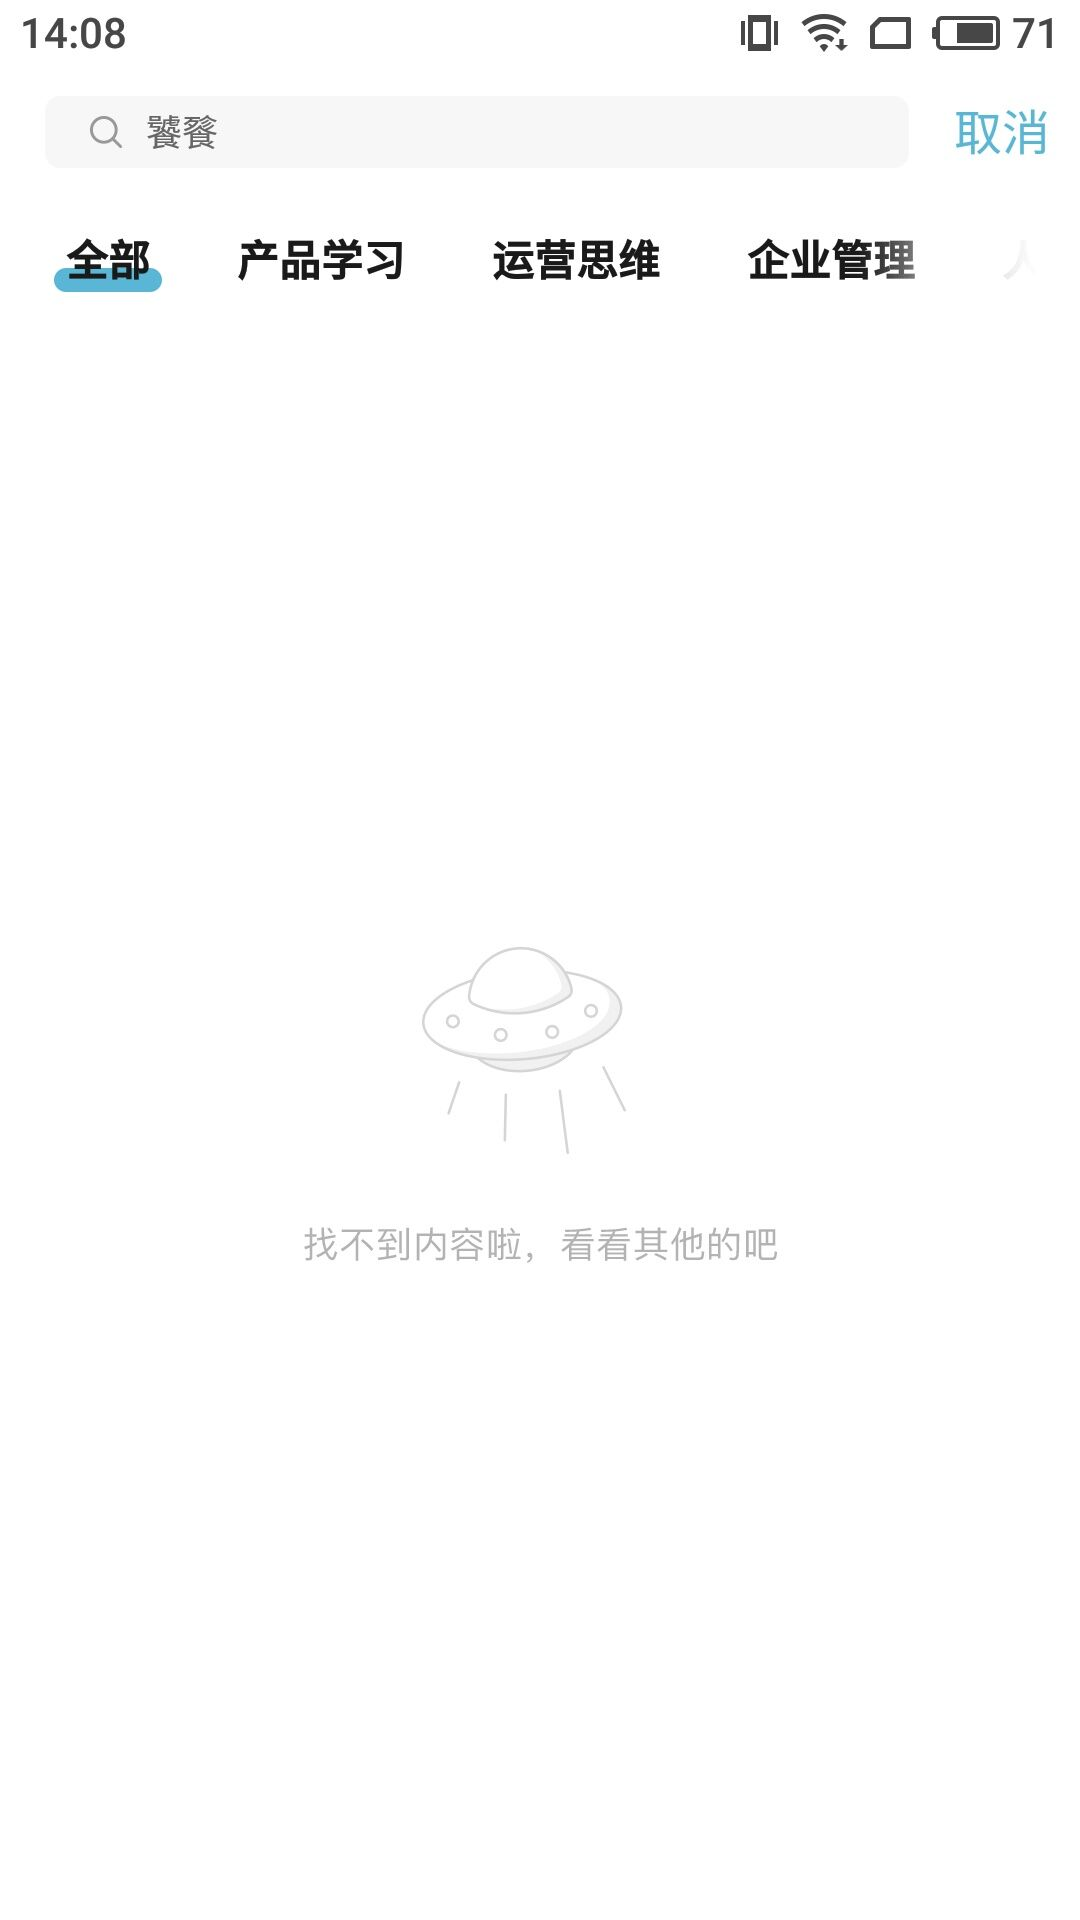 14:08 71
饕餮 取消
全部 产品学习 运营思维 企业管理 人
找不到内容啦，看看其他的吧